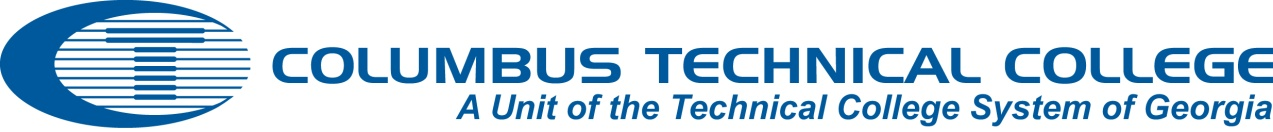 COLUMBUS TECHNICAL COLLEGE
A Unit of the Technical College System of Georgia